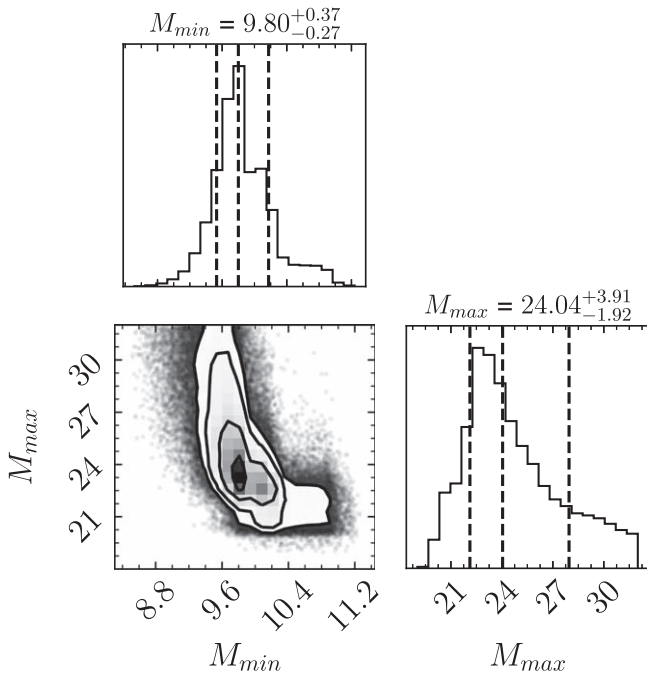 M_min = 9.80^{+0.37}_{-0.27}
M_max = 24.04^{+3.91}_{-1.92}
30
27
24
21
M_max
8.8 9.6 10.4 11.2
21 24 27 30
M_min
M_max